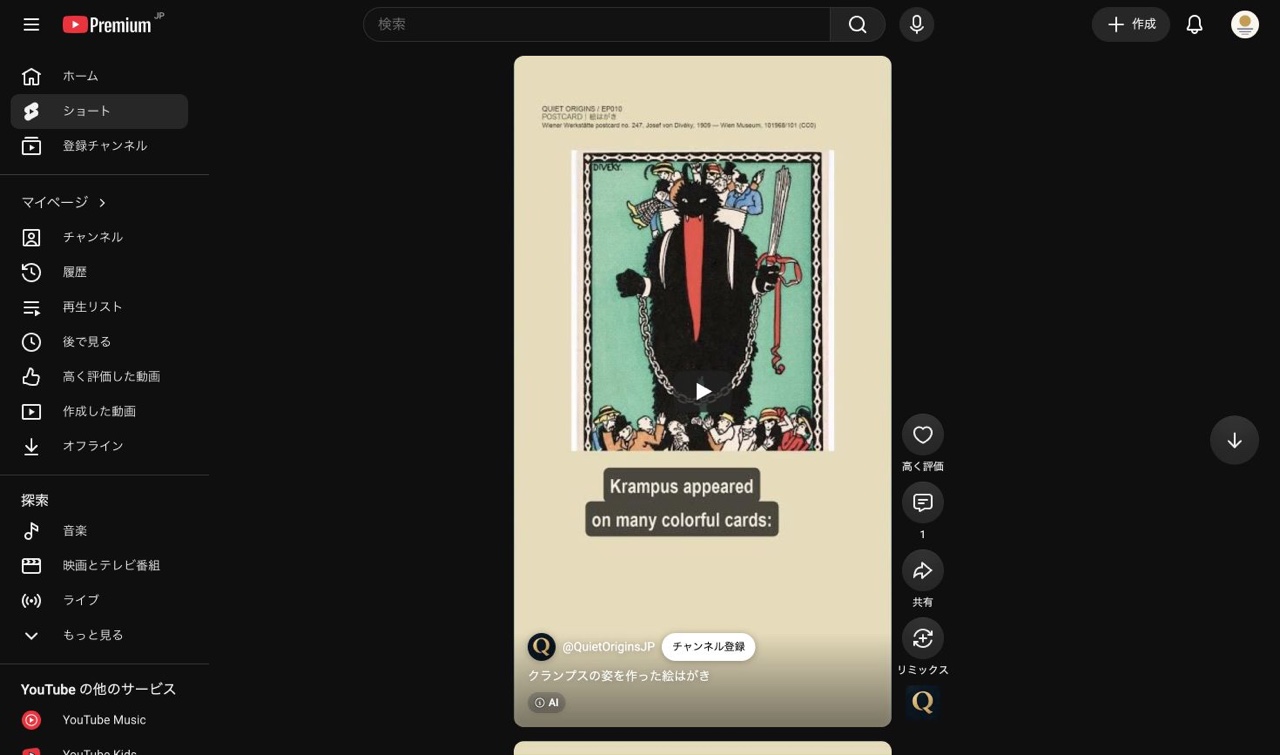 Premium JP
検索
作成
ホーム
ショート
登録チャンネル
マイページ
チャンネル
履歴
再生リスト
後で見る
高く評価した動画
作成した動画
オフライン
探索
音楽
映画とテレビ番組
ライブ
もっと見る
YouTube の他のサービス
YouTube Music
YouTube Kids
QUIET ORIGINS / EP010
POSTCARD | 絵はがき
Wiener Werkstätte postcard no. 247, Josef von Divéky, 1909 — Wien Museum, 101568/101 (CC0)
DIVÉKY.
Krampus appeared
on many colorful cards:
Q @QuietOriginsJP チャンネル登録
クランプスの姿を作った絵はがき
AI
高く評価
1
共有
リミックス
Q